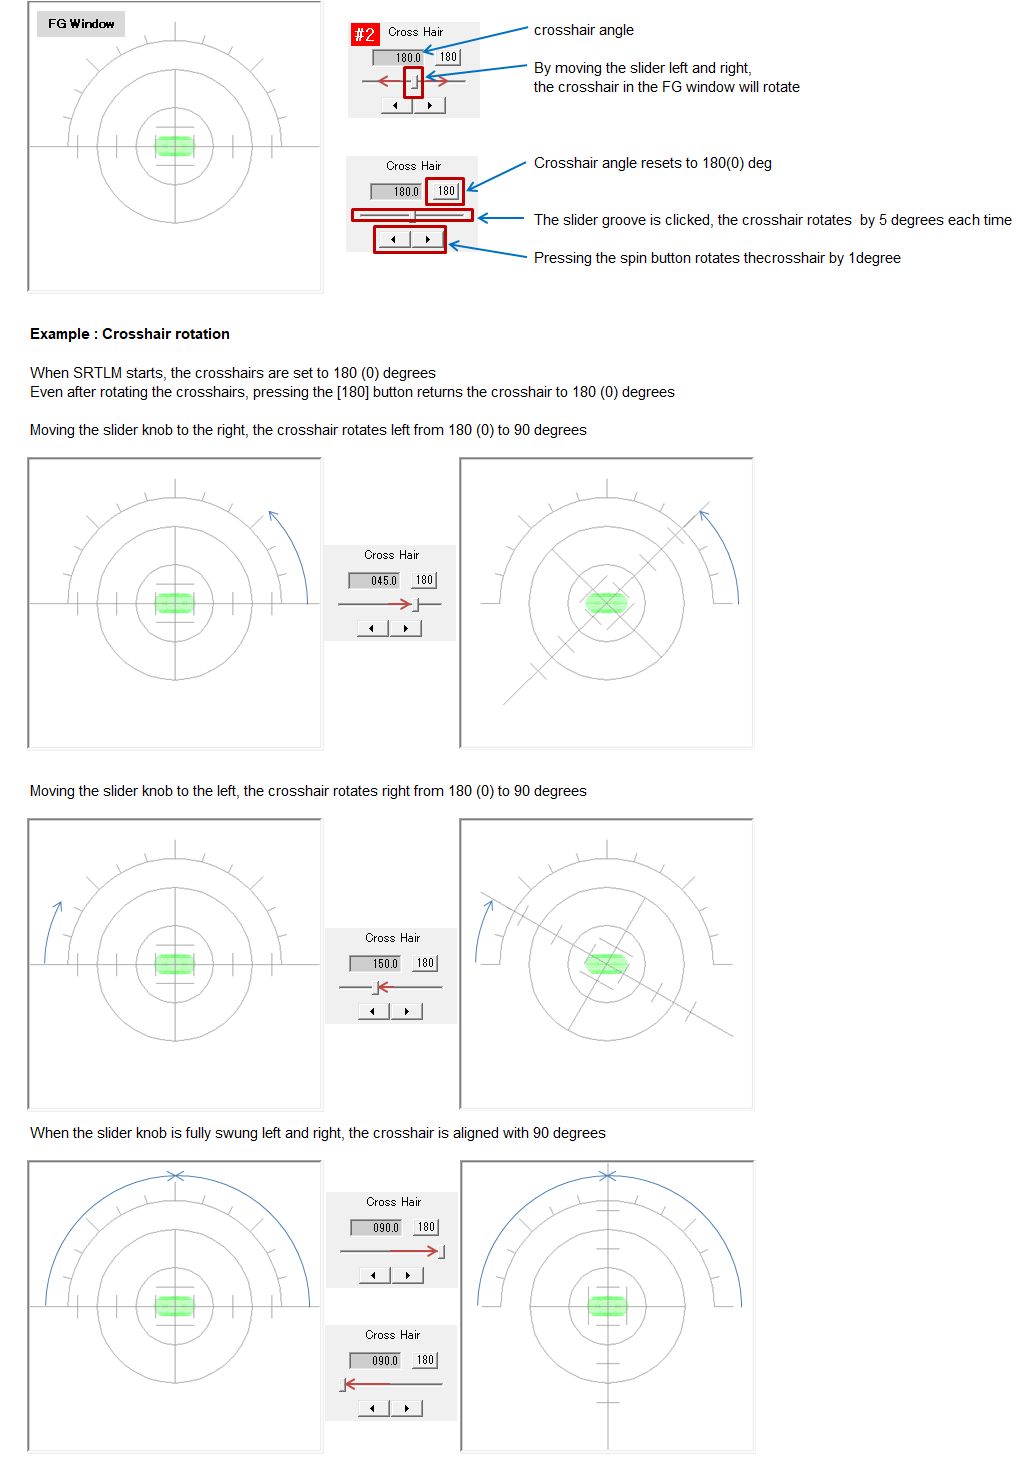 FG Window
#2
Cross Hair
180.0
180
crosshair angle
By moving the slider left and right,
the crosshair in the FG window will rotate
Cross Hair
180.0
180
Crosshair angle resets to 180(0) deg
The slider groove is clicked, the crosshair rotates  by 5 degrees each time
Pressing the spin button rotates thecrosshair by 1degree
Example : Crosshair rotation
When SRTLM starts, the crosshairs are set to 180 (0) degrees
Even after rotating the crosshairs, pressing the [180] button returns the crosshair to 180 (0) degrees
Moving the slider knob to the right, the crosshair rotates left from 180 (0) to 90 degrees
Cross Hair
045.0
180
Moving the slider knob to the left, the crosshair rotates right from 180 (0) to 90 degrees
Cross Hair
150.0
180
When the slider knob is fully swung left and right, the crosshair is aligned with 90 degrees
Cross Hair
090.0
180
Cross Hair
090.0
180